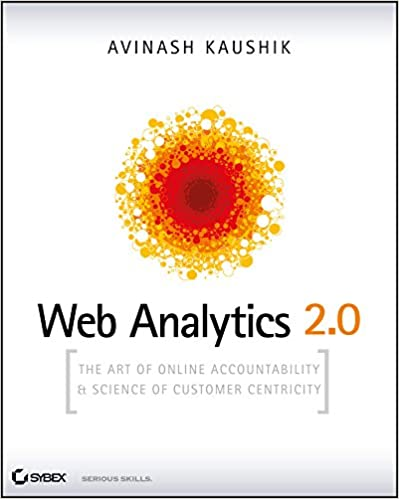 AVINASH KAUSHIK
Web Analytics 2.0
THE ART OF ONLINE ACCOUNTABILITY
& SCIENCE OF CUSTOMER CENTRICITY
SYBEX SERIOUS SKILLS.